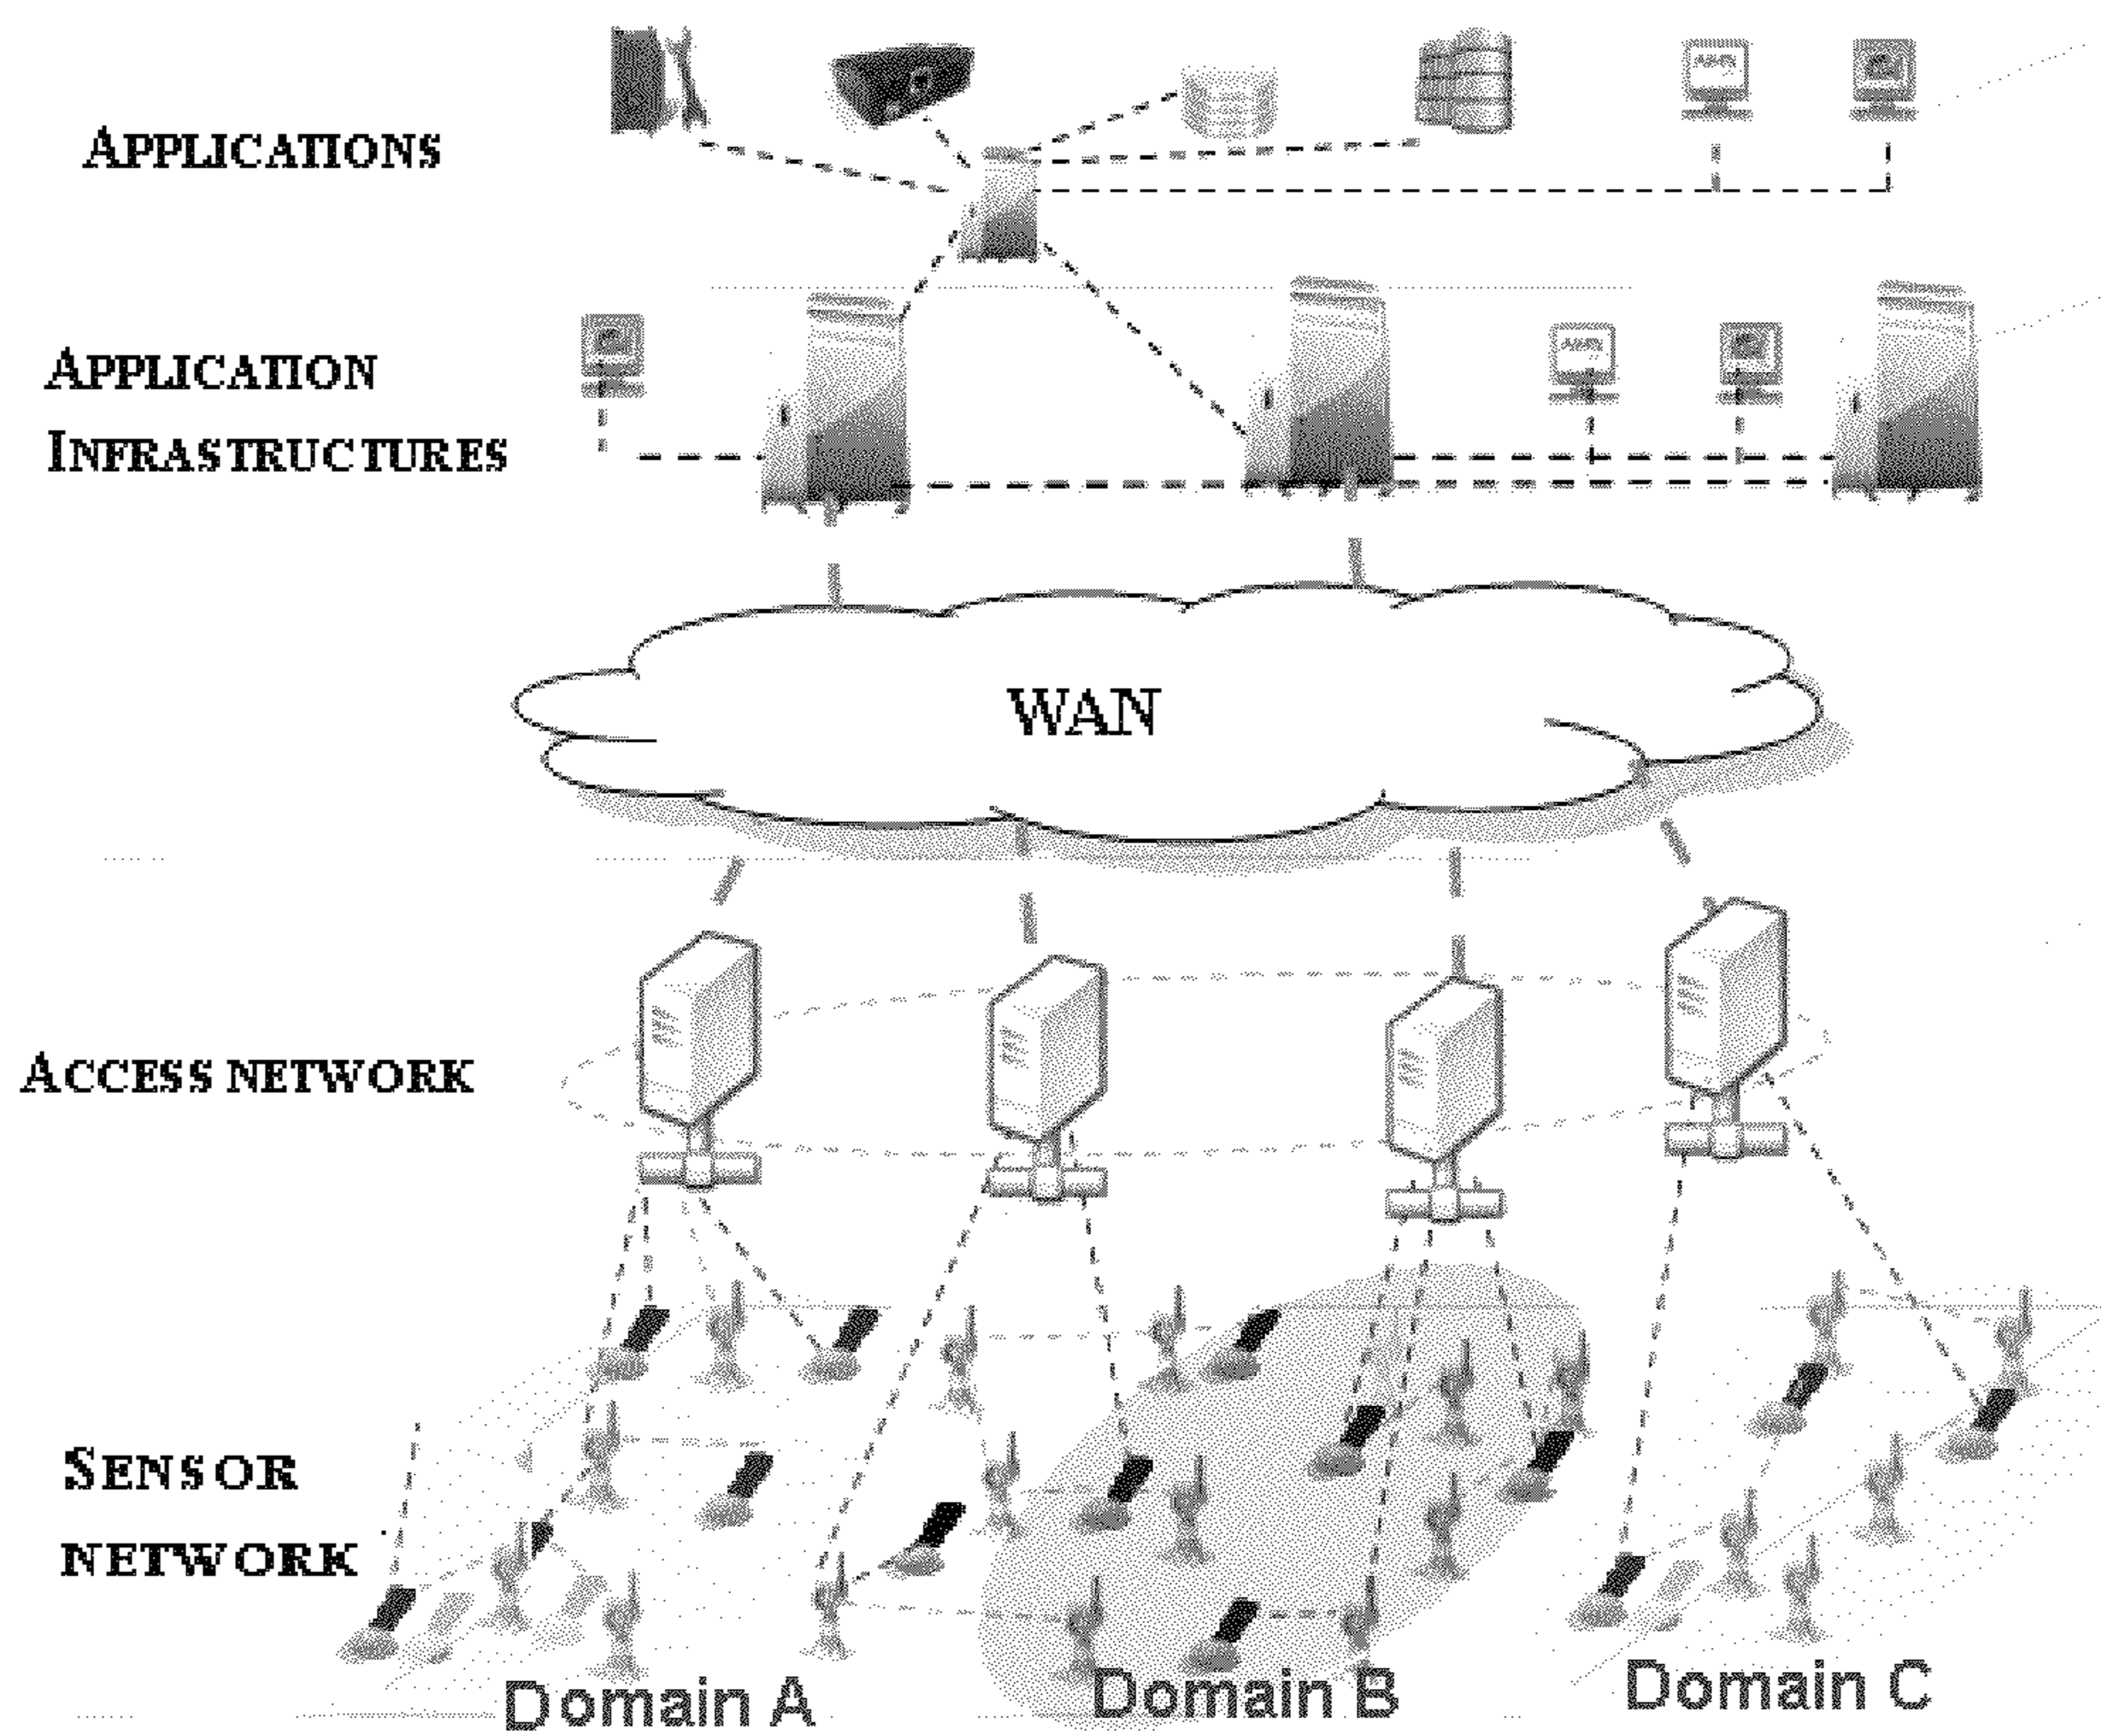 APPLICATIONS
APPLICATION
INFRASTRUCTURES
WAN
ACCESS NETWORK
SENSOR
NETWORK
Domain A
Domain B
Domain C